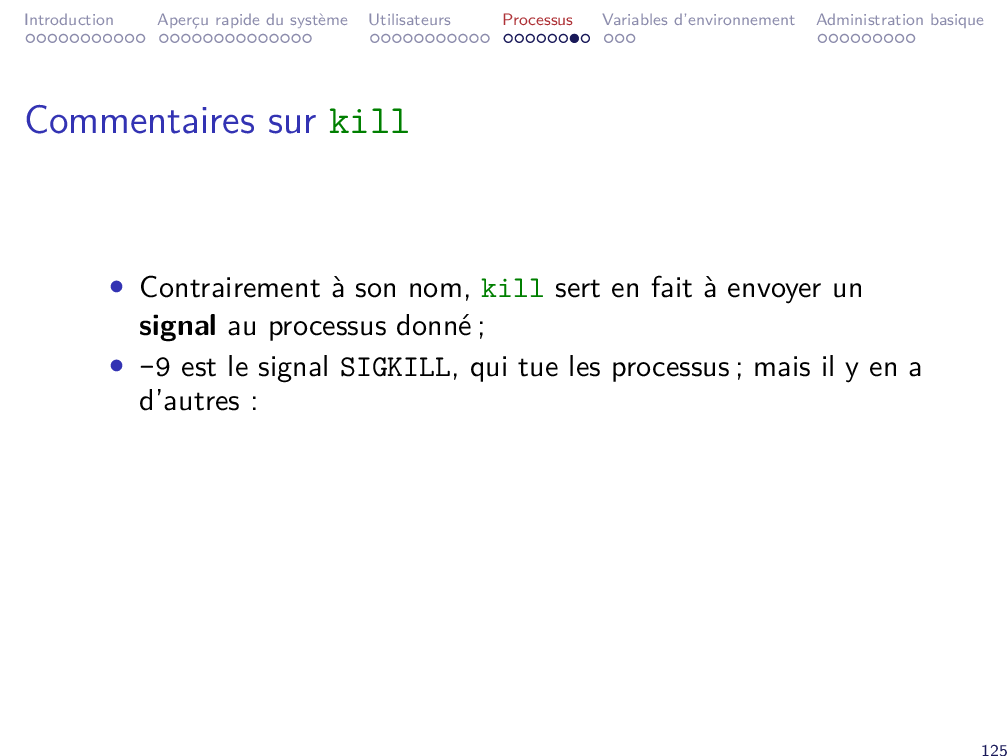 Introduction Aperçu rapide du système Utilisateurs Processus Variables d'environnement Administration basique
Commentaires sur kill
• Contrairement à son nom, kill sert en fait à envoyer un
signal au processus donné ;
• -9 est le signal SIGKILL, qui tue les processus ; mais il y en a
d'autres :
125